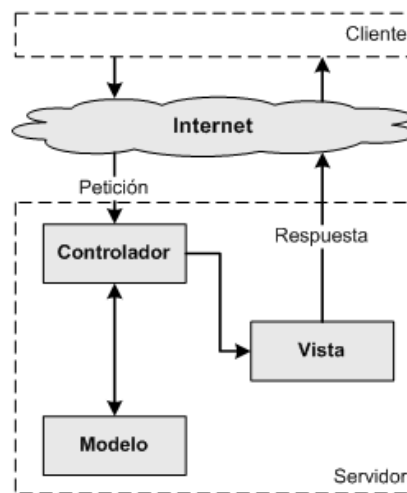 Cliente
Internet
Petición
Respuesta
Controlador
Vista
Modelo
Servidor